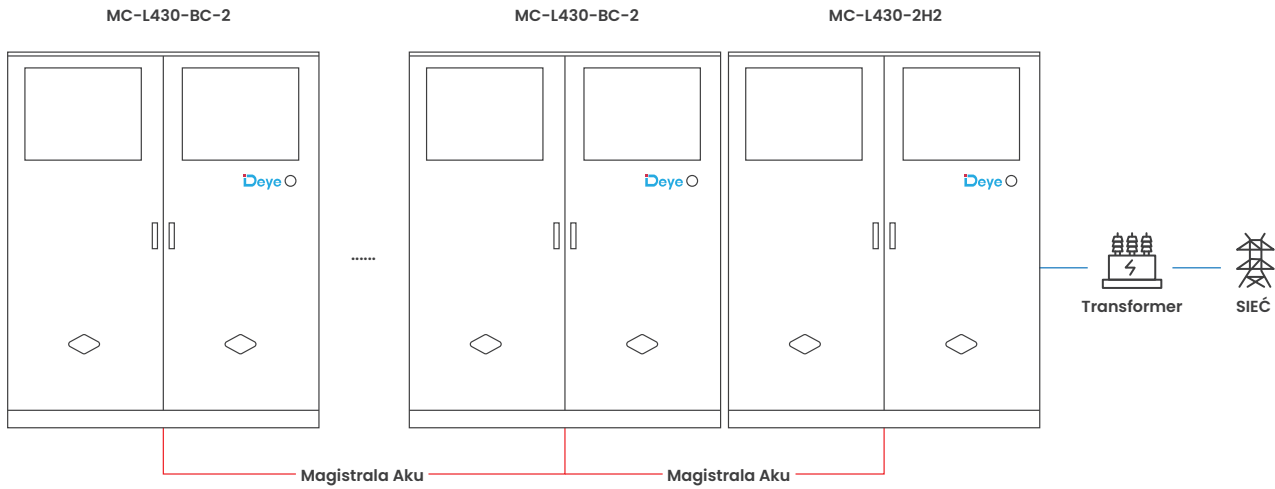 MC-L430-BC-2
MC-L430-BC-2
MC-L430-2H2
Deye
Deye
Deye
......
Transformer
SIEĆ
Magistrala Aku
Magistrala Aku